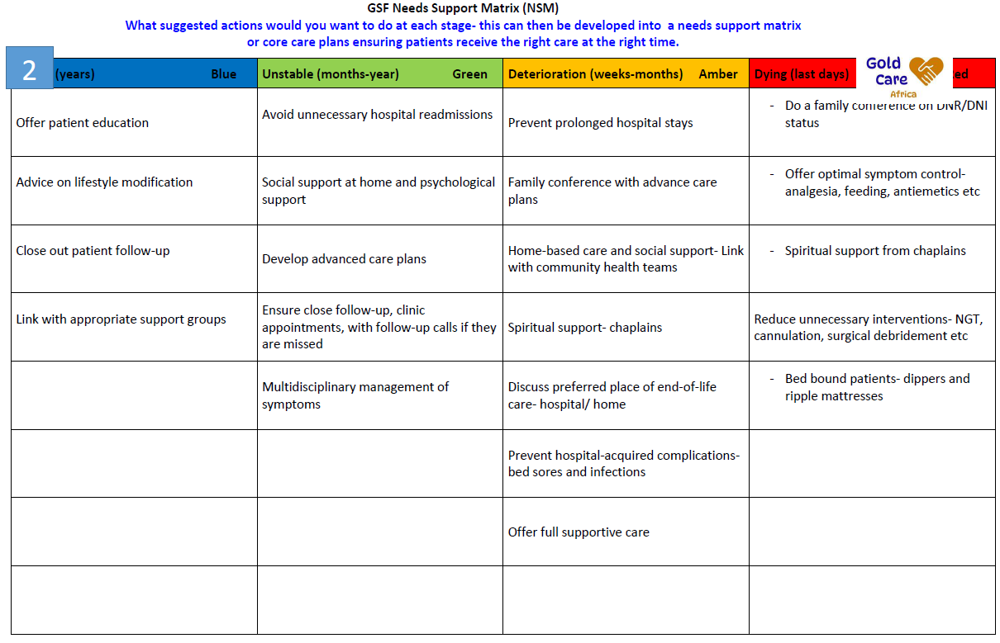 GSF Needs Support Matrix (NSM)
What suggested actions would you want to do at each stage- this can then be developed into a needs support matrix
or core care plans ensuring patients receive the right care at the right time.
2
(years) Blue
Unstable (months-year) Green
Deterioration (weeks-months) Amber
Dying (last days)
Gold
Care
Africa
Offer patient education
Avoid unnecessary hospital readmissions
Prevent prolonged hospital stays
- Do a family conference on DNR/DNI
status
Advice on lifestyle modification
Social support at home and psychological
support
Family conference with advance care
plans
- Offer optimal symptom control-
analgesia, feeding, antiemetics etc
Close out patient follow-up
Develop advanced care plans
Home-based care and social support- Link
with community health teams
- Spiritual support from chaplains
Link with appropriate support groups
Ensure close follow-up, clinic
appointments, with follow-up calls if they
are missed
Spiritual support- chaplains
Reduce unnecessary interventions- NGT,
cannulation, surgical debridement etc
Multidisciplinary management of
symptoms
Discuss preferred place of end-of-life
care- hospital/ home
- Bed bound patients- dippers and
ripple mattresses
Prevent hospital-acquired complications-
bed sores and infections
Offer full supportive care